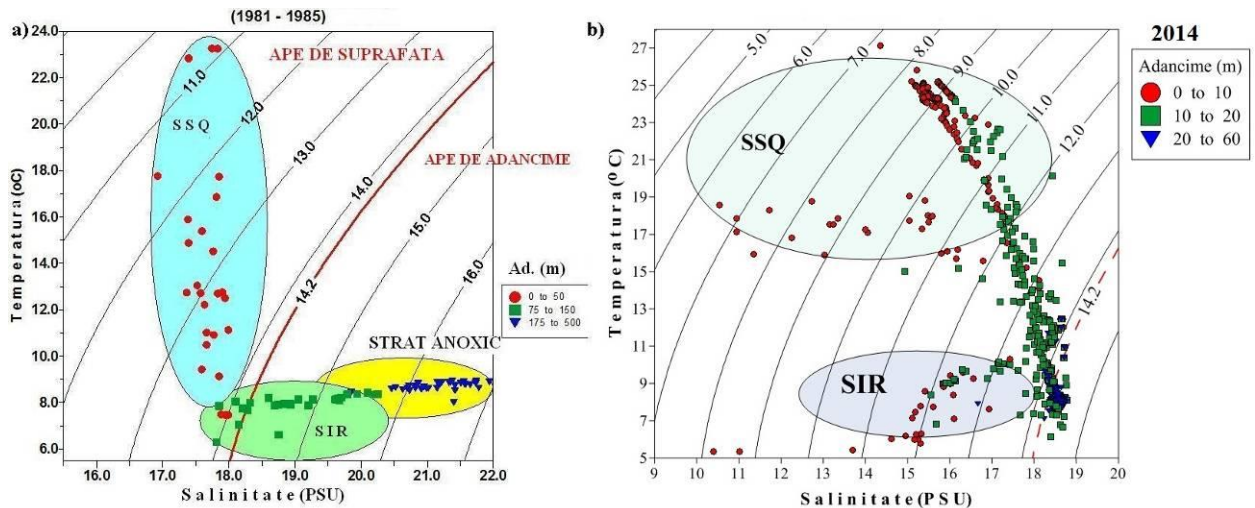 a)
(1981 - 1985)
24.0
22.0
20.0
18.0
16.0
14.0
12.0
10.0
8.0
6.0
Temperatura (oC)
APE DE SUPRAFATA
11.0
SSQ
12.0
13.0
APE DE ADANCIME
14.0
15.0
14.2
16.0
Ad. (m)
0 to 50
75 to 150
175 to 500
STRAT ANOXIC
SIR
16.0 17.0 18.0 19.0 20.0 21.0 22.0
Salinitate (PSU)
b)
27
25
23
21
19
17
15
13
11
9
7
5
Temperatura (°C)
5.0
6.0
7.0
8.0
9.0
10.0
11.0
12.0
SSQ
14.2
SIR
9 10 11 12 13 14 15 16 17 18 19 20
Salinitate (PSU)
2014
Adancime (m)
0 to 10
10 to 20
20 to 60